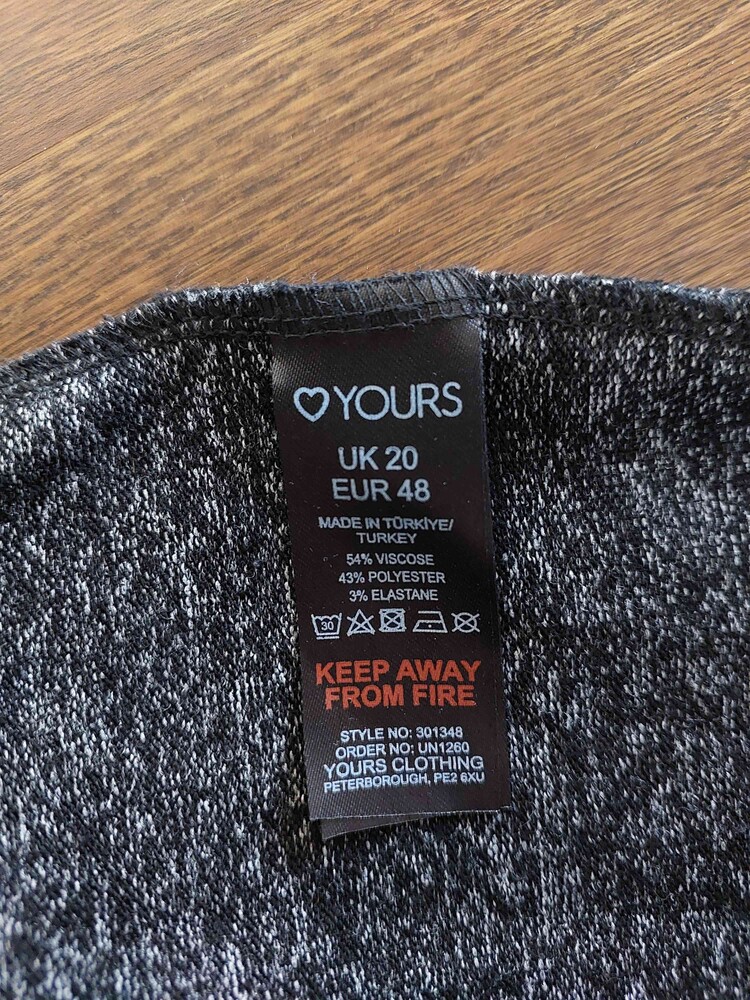 YOURS
UK 20
EUR 48
MADE IN TÜRKİYE/
TURKEY
54% VISCOSE
43% POLYESTER
3% ELASTANE
30
KEEP AWAY
FROM FIRE
STYLE NO: 301348
ORDER NO: UN1260
YOURS CLOTHING
PETERBOROUGH, PE2 6XU